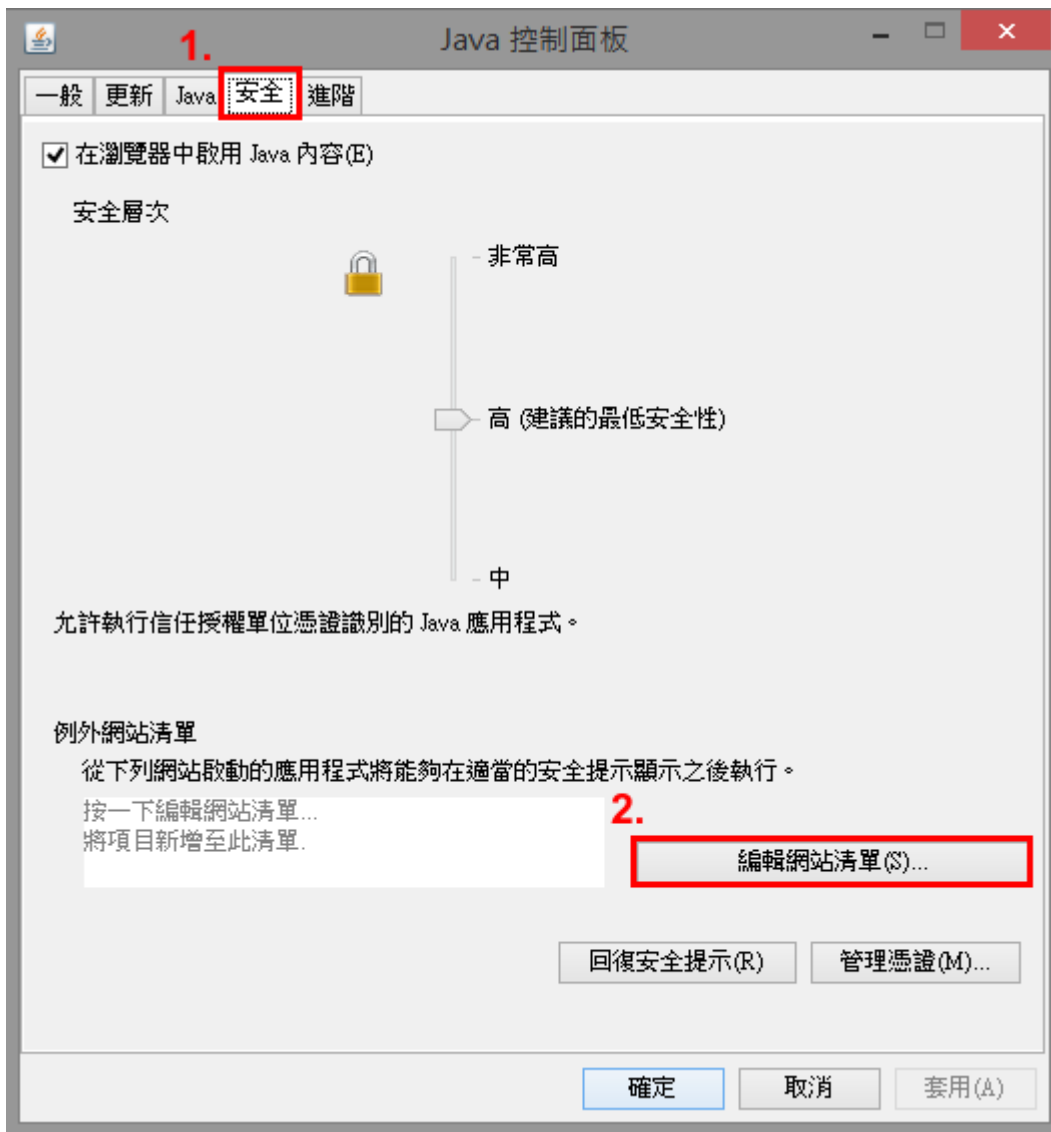 1.
Java 控制面板
一般 更新 Java 安全 進階
在瀏覽器中啟用 Java 內容(E)
安全層次
非常高
高 (建議的最低安全性)
中
允許執行信任授權單位憑證識別的 Java 應用程式。
例外網站清單
從下列網站啟動的應用程式將能夠在適當的安全提示顯示之後執行。
按一下編輯網站清單...
將項目新增至此清單.
2.
編輯網站清單(S)...
回復安全提示(R) 管理憑證(M)...
確定 取消 套用(A)